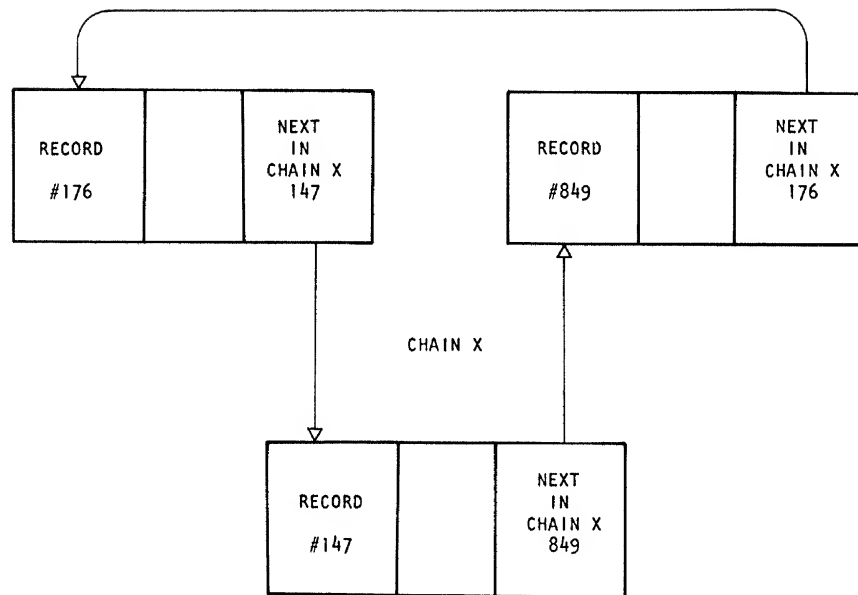 RECORD
#176
NEXT
IN
CHAIN X
147
RECORD
#849
NEXT
IN
CHAIN X
176
CHAIN X
RECORD
#147
NEXT
IN
CHAIN X
849